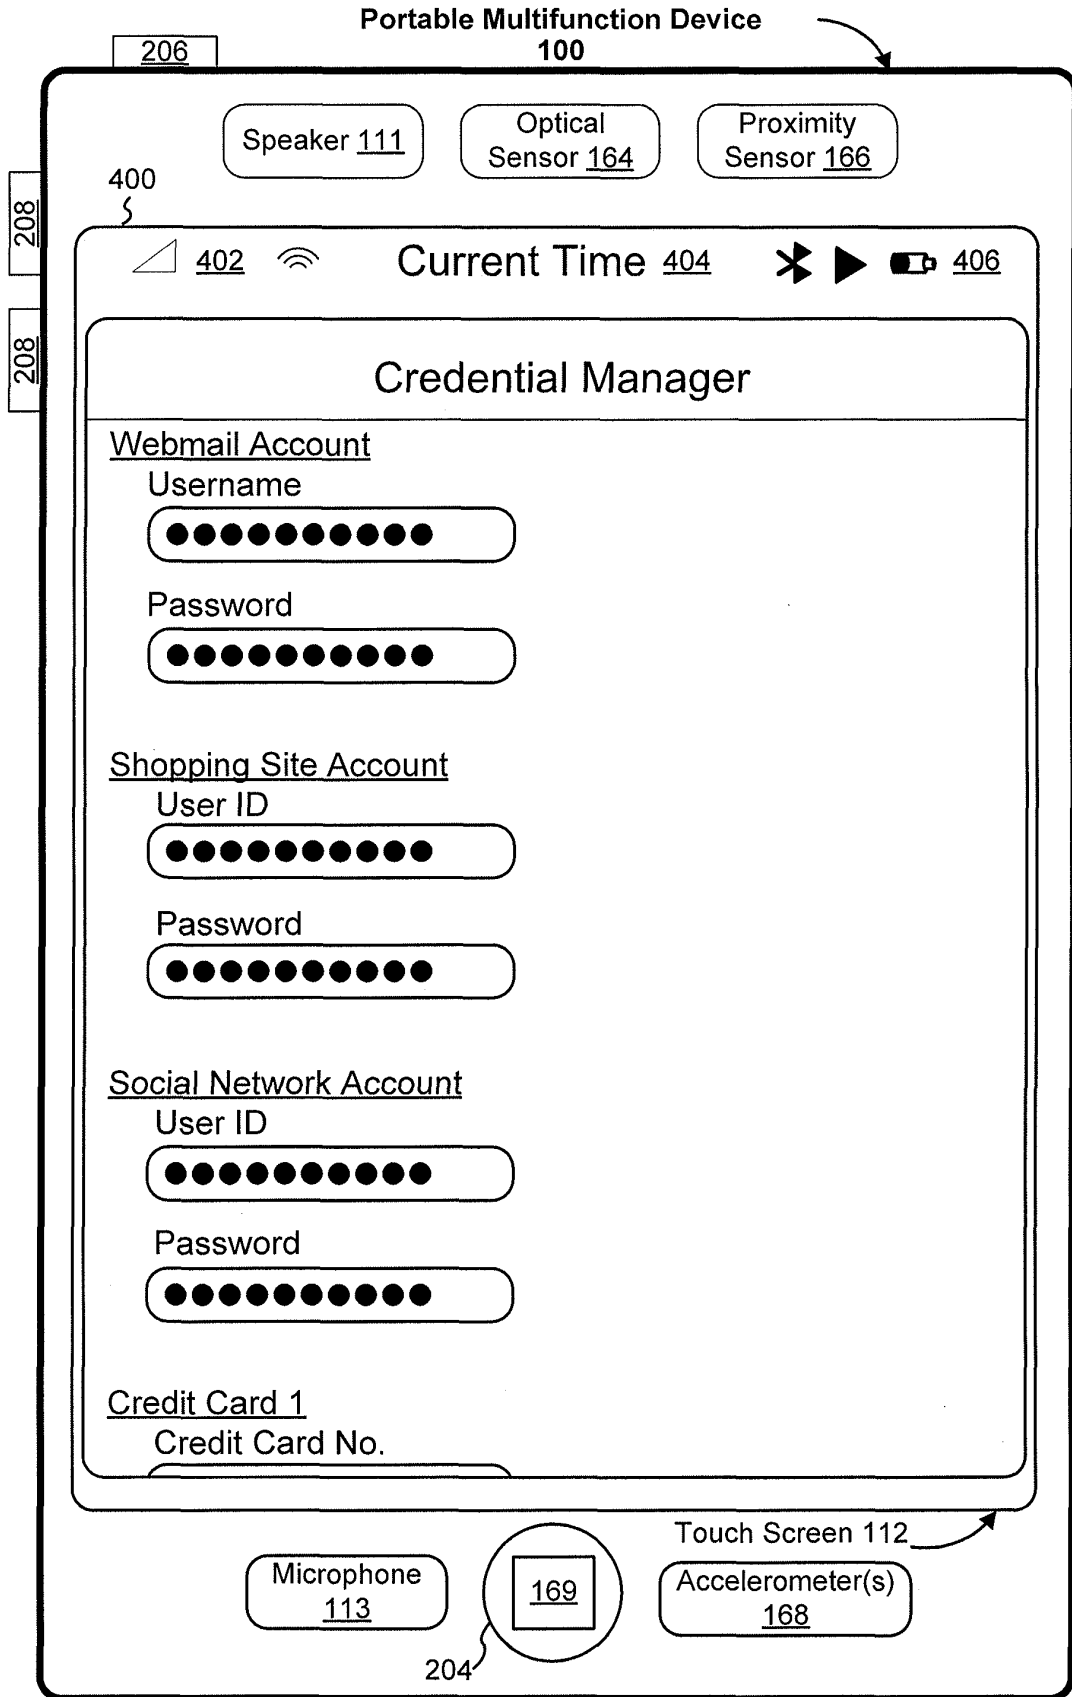 Portable Multifunction Device
100
206
Speaker 111
Optical
Sensor 164
Proximity
Sensor 166
400
208
402
Current Time 404
406
208
Credential Manager
Webmail Account
Username
Password
Shopping Site Account
User ID
Password
Social Network Account
User ID
Password
Credit Card 1
Credit Card No.
Touch Screen 112
Microphone
113
169
Accelerometer(s)
168
204